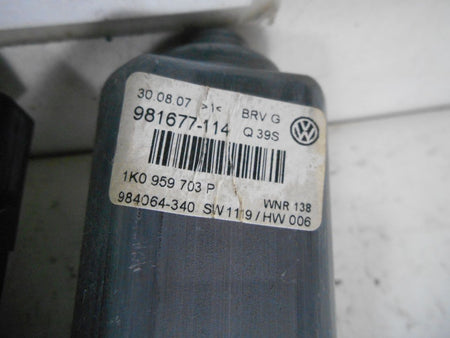 30.08.07 >1< BRV G
981677-114 Q 39S
1K0 959 703 P WNR 138
984064-340 SW1119/HW 006